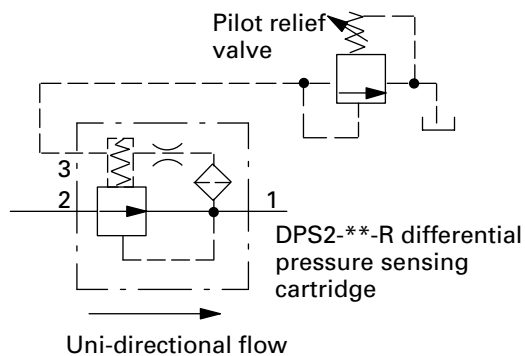 Pilot relief
valve
3
2
1
DPS2-**-R differential
pressure sensing
cartridge
Uni-directional flow